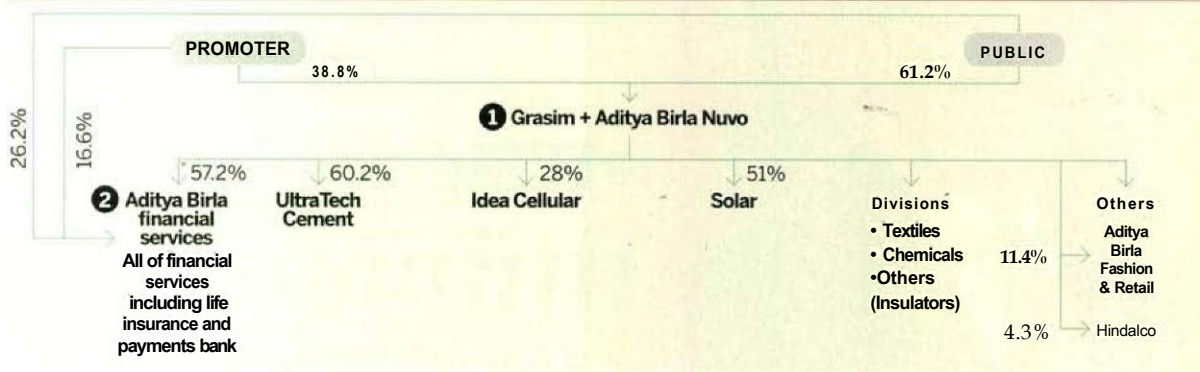 PROMOTER
PUBLIC
38.8%
61.2%
26.2%
16.6%
❶ Grasim + Aditya Birla Nuvo
57.2%
60.2%
28%
51%
❷ Aditya Birla
financial
services
All of financial
services
including life
insurance and
payments bank
UltraTech
Cement
Idea Cellular
Solar
Divisions
• Textiles
• Chemicals
•Others
(Insulators)
Others
11.4%
Aditya
Birla
Fashion
& Retail
4.3%
Hindalco